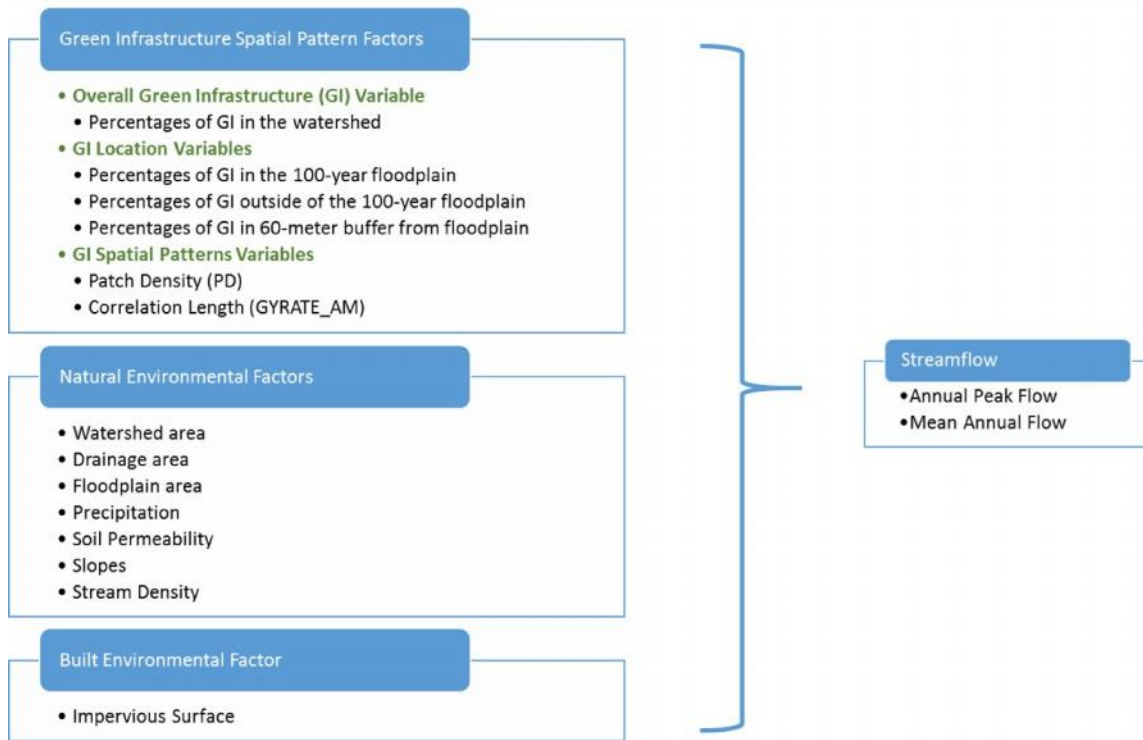 Green Infrastructure Spatial Pattern Factors
• Overall Green Infrastructure (GI) Variable
• Percentages of GI in the watershed
• GI Location Variables
• Percentages of GI in the 100-year floodplain
• Percentages of GI outside of the 100-year floodplain
• Percentages of GI in 60-meter buffer from floodplain
• GI Spatial Patterns Variables
• Patch Density (PD)
• Correlation Length (GYRATE_AM)
Natural Environmental Factors
• Watershed area
• Drainage area
• Floodplain area
• Precipitation
• Soil Permeability
• Slopes
• Stream Density
Built Environmental Factor
• Impervious Surface
Streamflow
•Annual Peak Flow
•Mean Annual Flow